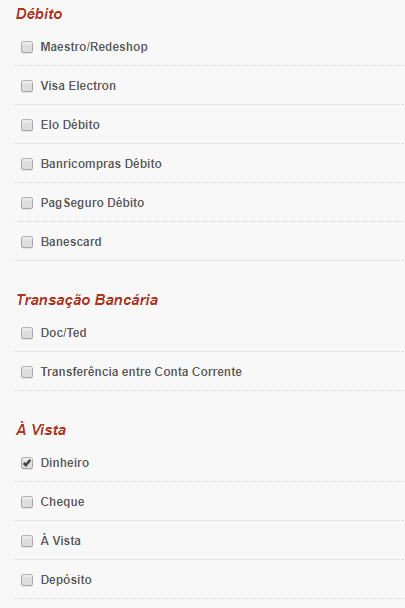 Débito
Maestro/Redeshop
Visa Electron
Elo Débito
Banricompras Débito
PagSeguro Débito
Banescard
Transação Bancária
Doc/Ted
Transferência entre Conta Corrente
À Vista
Dinheiro
Cheque
À Vista
Depósito